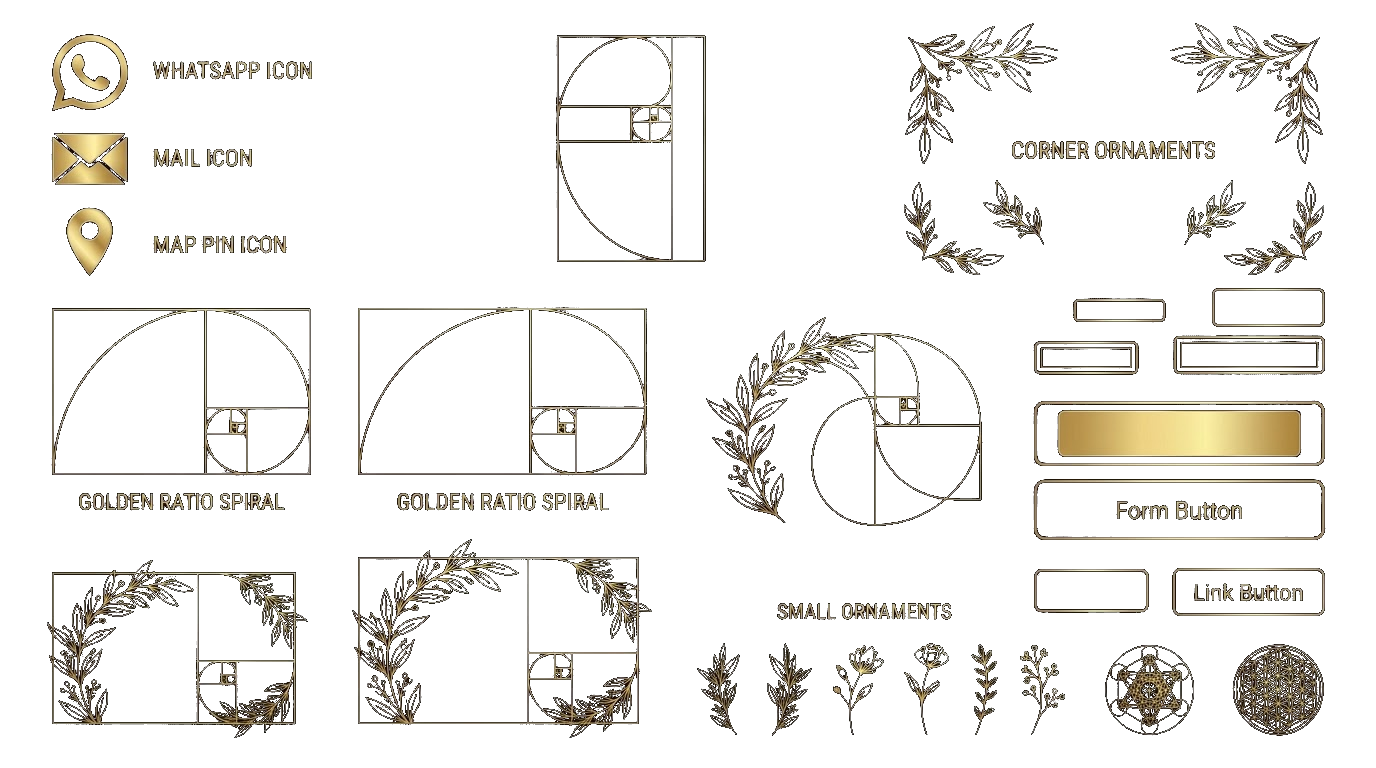 WHATSAPP ICON
MAIL ICON
MAP PIN ICON
CORNER ORNAMENTS
GOLDEN RATIO SPIRAL
GOLDEN RATIO SPIRAL
Form Button
Link Button
SMALL ORNAMENTS